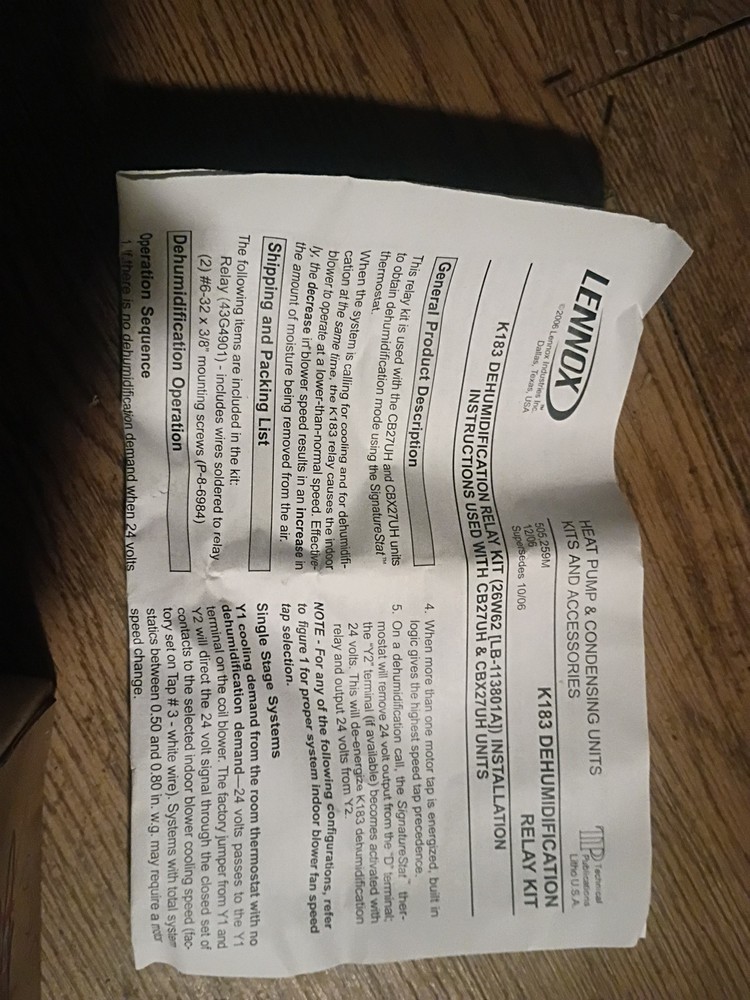 LENNOX
©2006 Lennox Industries Inc.
Dallas, Texas, USA
HEAT PUMP & CONDENSING UNITS
KITS AND ACCESSORIES
505,259M
12/06
Supersedes 10/06
Technical
Publications
Litho U.S.A.
K183 DEHUMIDIFICATION
RELAY KIT
K183 DEHUMIDIFICATION RELAY KIT (26W62 [LB-113801A]) INSTALLATION
INSTRUCTIONS USED WITH CB27UH & CBX27UH UNITS
General Product Description
This relay kit is used with the CB27UH and CBX27UH units
to obtain dehumidification mode using the SignatureStat™
thermostat.
When the system is calling for cooling and for dehumidifi-
cation at the same time, the K183 relay causes the indoor
blower to operate at a lower-than-normal speed. Effective-
ly, the decrease in blower speed results in an increase in
the amount of moisture being removed from the air.
Shipping and Packing List
The following items are included in the kit:
Relay (43G4901) - includes wires soldered to relay
(2) #6-32 x 3/8" mounting screws (P-8-6984)
Dehumidification Operation
Operation Sequence
1. If there is no dehumidification demand when 24 volts
4. When more than one motor tap is energized, built in
logic gives the highest speed tap precedence.
5. On a dehumidification call, the SignatureStat™ ther-
mostat will remove 24 volt output from the "D" terminal;
the "Y2" terminal (if available) becomes activated with
24 volts. This will de-energize K183 dehumidification
relay and output 24 volts from Y2.
NOTE - For any of the following configurations, refer
to figure 1 for proper system indoor blower fan speed
tap selection.
Single Stage Systems
Y1 cooling demand from the room thermostat with no
dehumidification demand—24 volts passes to the Y1
terminal on the coil blower. The factory jumper from Y1 and
Y2 will direct the 24 volt signal through the closed set of
contacts to the selected indoor blower cooling speed (fac-
tory set on Tap # 3 - white wire). Systems with total system
statics between 0.50 and 0.80 in. w.g. may require a motor
speed change.